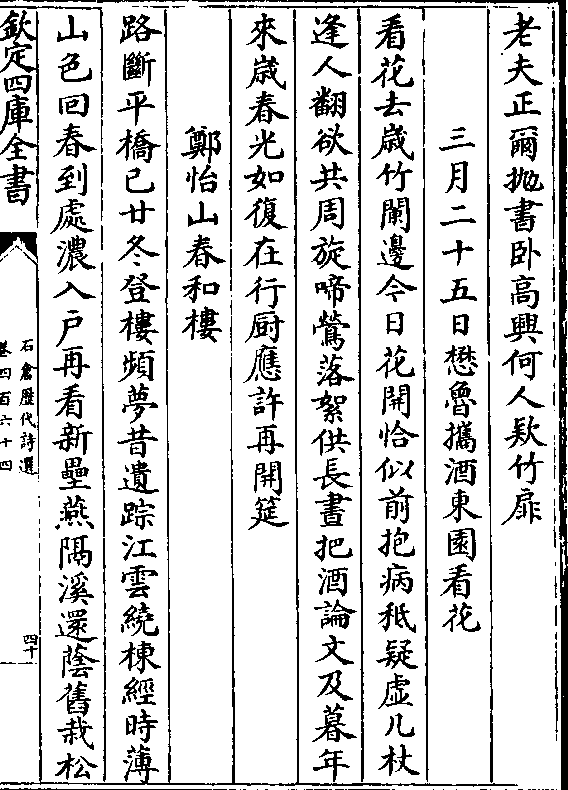 老夫正爾抛書卧高興何人欵竹扉
三月二十五日懋魯攜酒東園看花
看花去歲竹闌邊今日花開恰似前抱病秪疑虛几杖
逢人翻欲共周旋啼鶯落絮供長晝把酒論文及暮年
來歲春光如復在行厨應許再開筵
鄭怡山春和樓
路斷平橋已廿冬登樓頻夢昔遺踪江雲繞棟經時薄
山色回春到處濃入戸再看新壘燕隔溪還蔭舊栽松
欽定四庫全書
石倉歷代詩選
卷四百六十四
四十